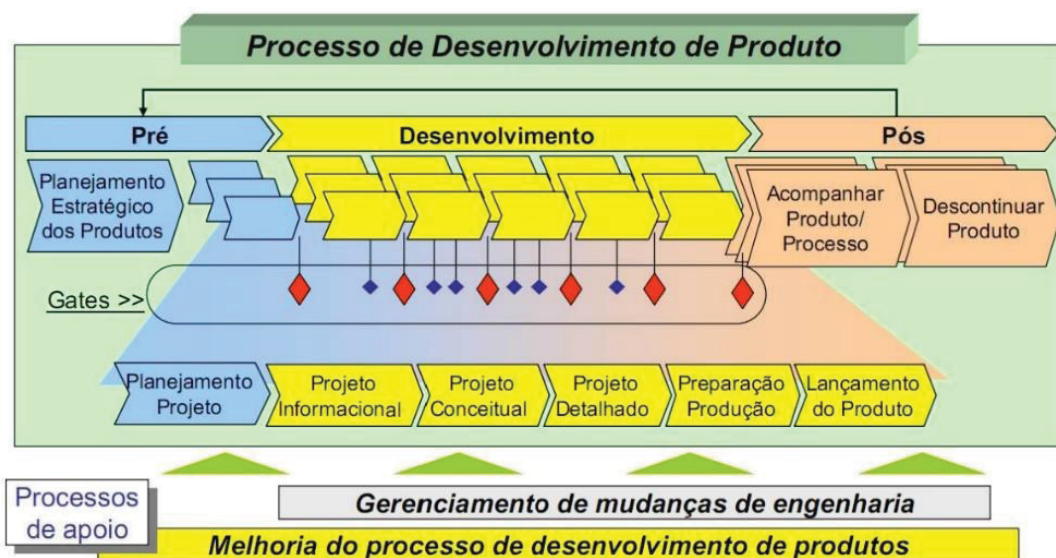 Processo de Desenvolvimento de Produto
Pré
Desenvolvimento
Pós
Planejamento
Estratégico
dos Produtos
Acompanhar
Produto/
Processo
Descontinuar
Produto
Gates >>
Planejamento
Projeto
Projeto
Informacional
Projeto
Conceitual
Projeto
Detalhado
Preparação
Produção
Lançamento
do Produto
Processos
de apoio
Gerenciamento de mudanças de engenharia
Melhoria do processo de desenvolvimento de produtos